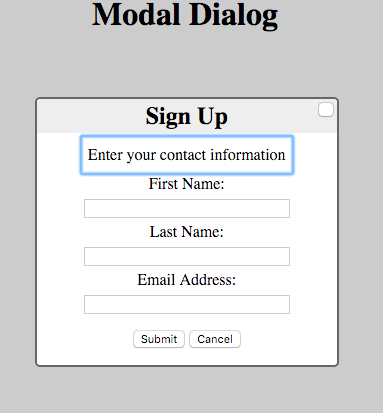 Modal Dialog
Sign Up
Enter your contact information
First Name:
Last Name:
Email Address:
Submit Cancel